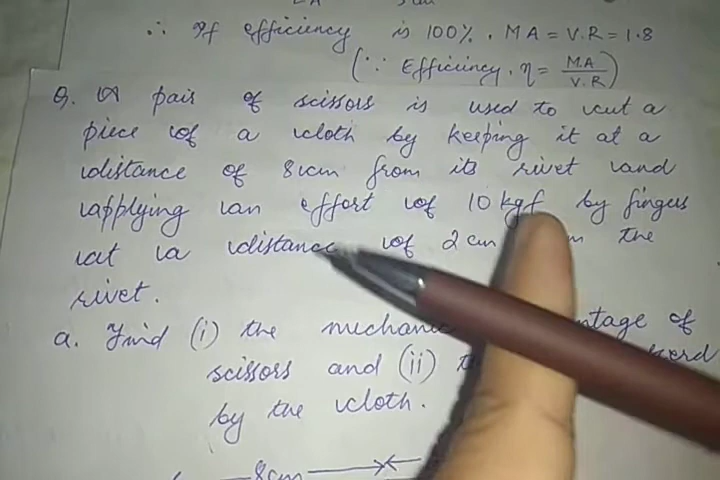 ∴ If efficiency is 100%. MA = V.R = 1.8
(∵ Efficiency, η = M.A / V.R)
Q. A pair of scissors is used to cut a
piece of a cloth by keeping it at a
distance of 8cm from its rivet and
applying an effort of 10 kgf by fingers
at a distance of 2 cm the
rivet.
a. Find (i) the of
scissors and (ii)
by the cloth.
8cm